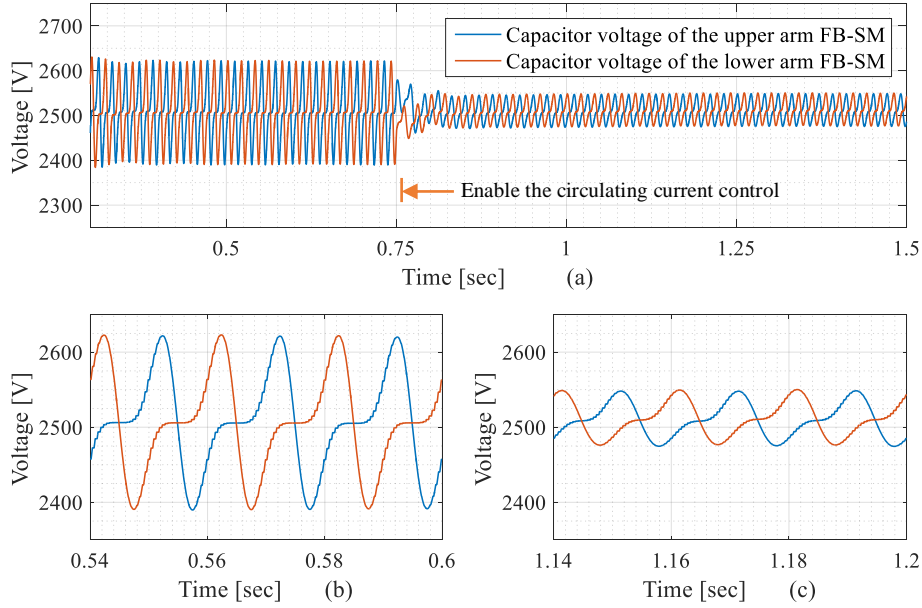 2700
2600
2500
2400
2300
Voltage [V]
Capacitor voltage of the upper arm FB-SM
Capacitor voltage of the lower arm FB-SM
Enable the circulating current control
0.5 0.75 1 1.25 1.5
Time [sec] (a)
2600
2500
2400
Voltage [V]
0.54 0.56 0.58 0.6
Time [sec] (b)
2600
2500
2400
Voltage [V]
1.14 1.16 1.18 1.2
Time [sec] (c)